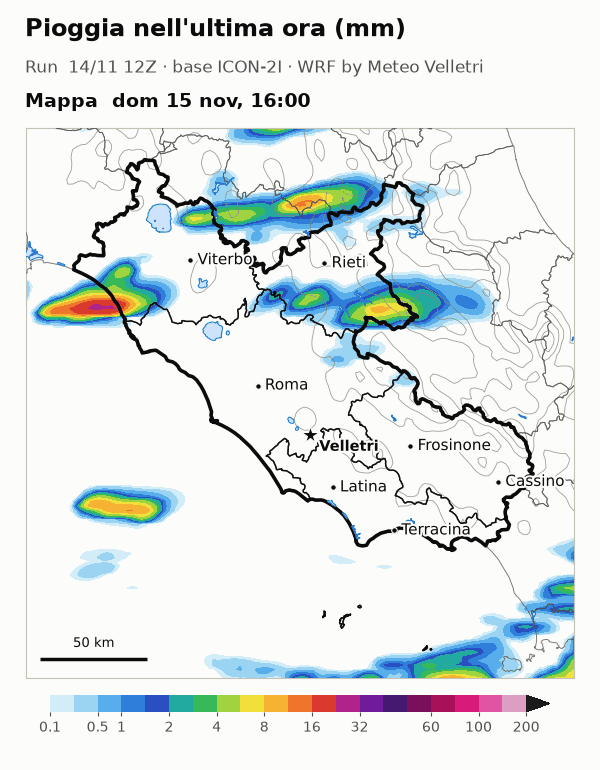 Pioggia nell'ultima ora (mm)
Run  14/11 12Z · base ICON-2I · WRF by Meteo Velletri
Mappa  dom 15 nov, 16:00
Viterbo
Rieti
Roma
Velletri
Frosinone
Cassino
Latina
Terracina
50 km
0.1 0.5 1 2 4 8 16 32 60 100 200